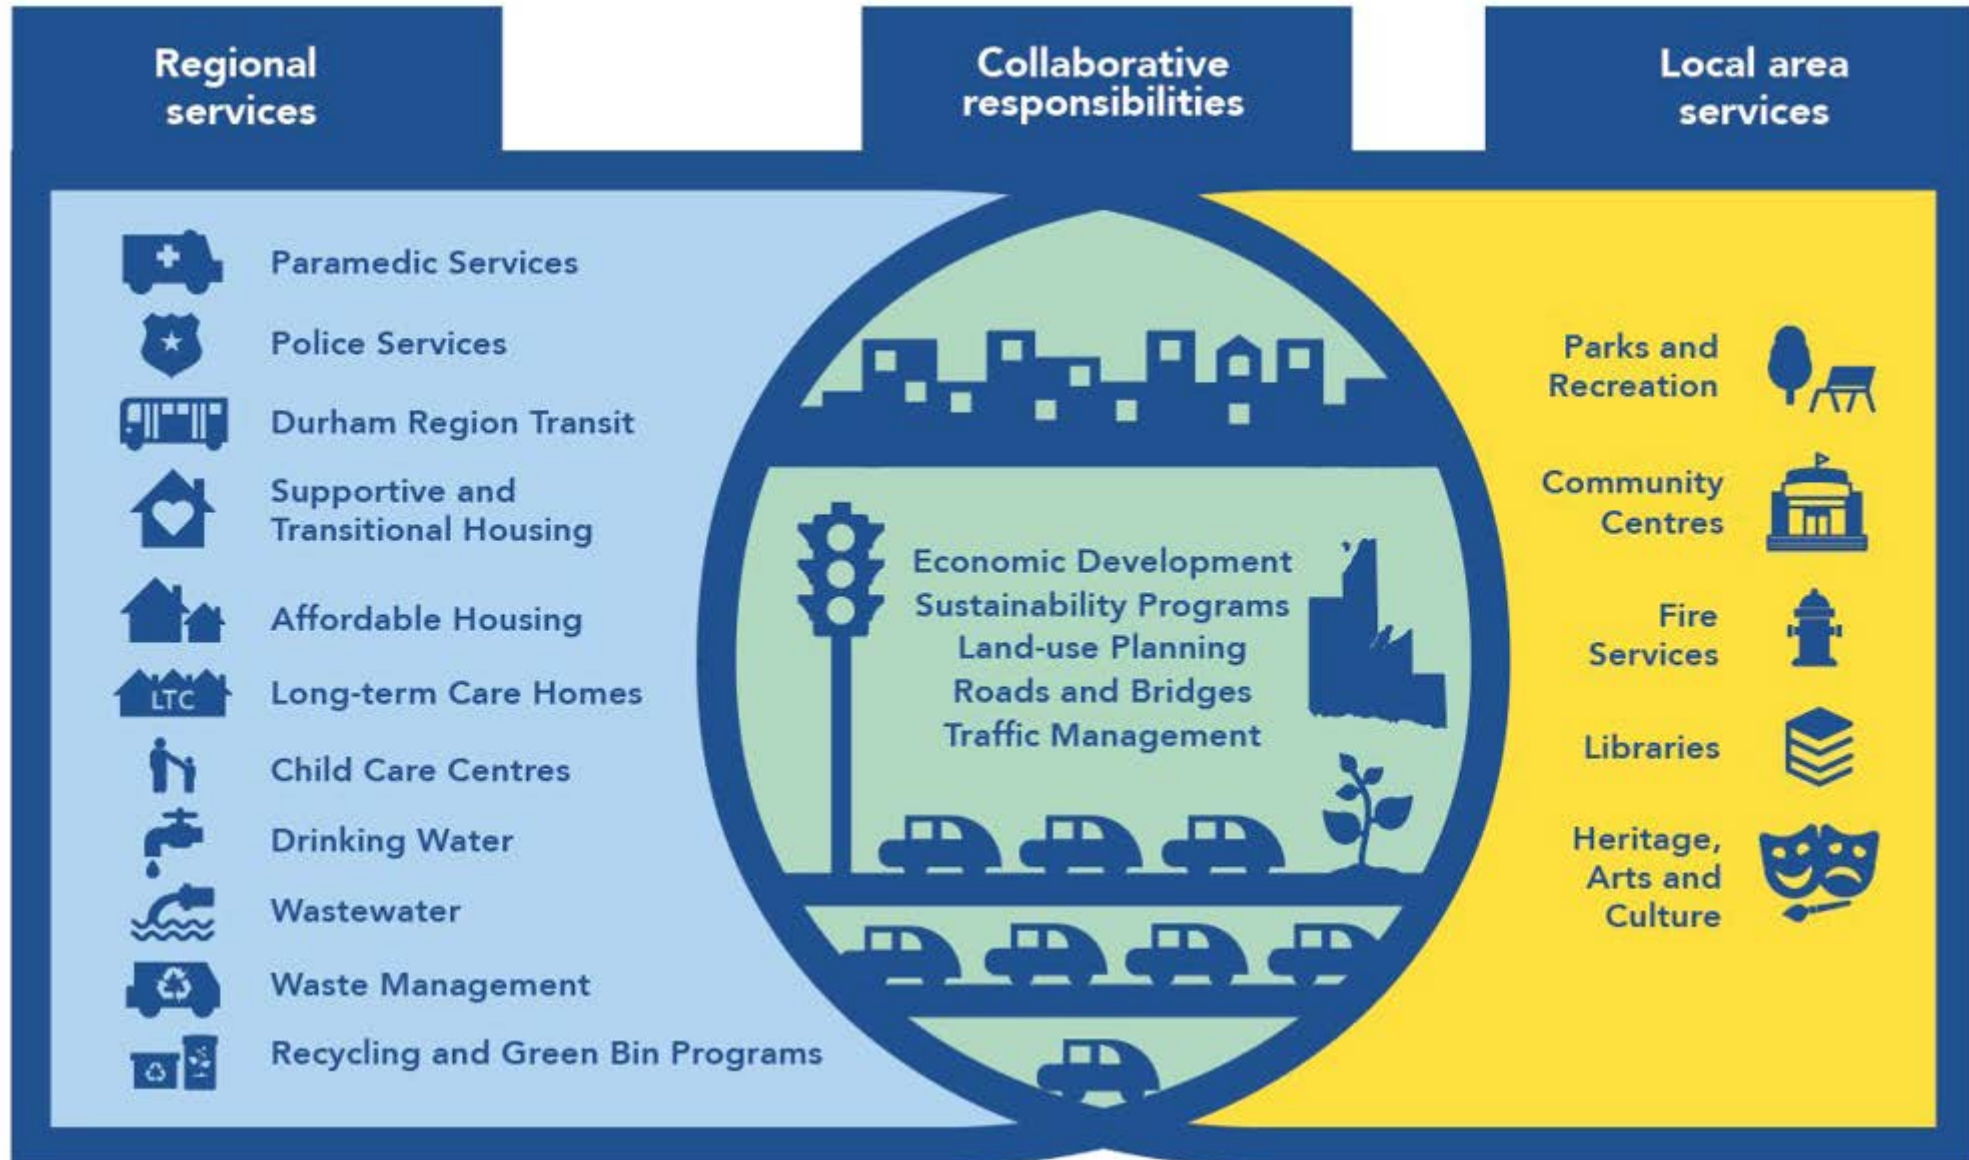 Regional
services
Collaborative
responsibilities
Local area
services
Paramedic Services
Police Services
Durham Region Transit
Supportive and
Transitional Housing
Affordable Housing
LTC
Long-term Care Homes
Child Care Centres
Drinking Water
Wastewater
Waste Management
Recycling and Green Bin Programs
Economic Development
Sustainability Programs
Land-use Planning
Roads and Bridges
Traffic Management
Parks and
Recreation
Community
Centres
Fire
Services
Libraries
Heritage,
Arts and
Culture